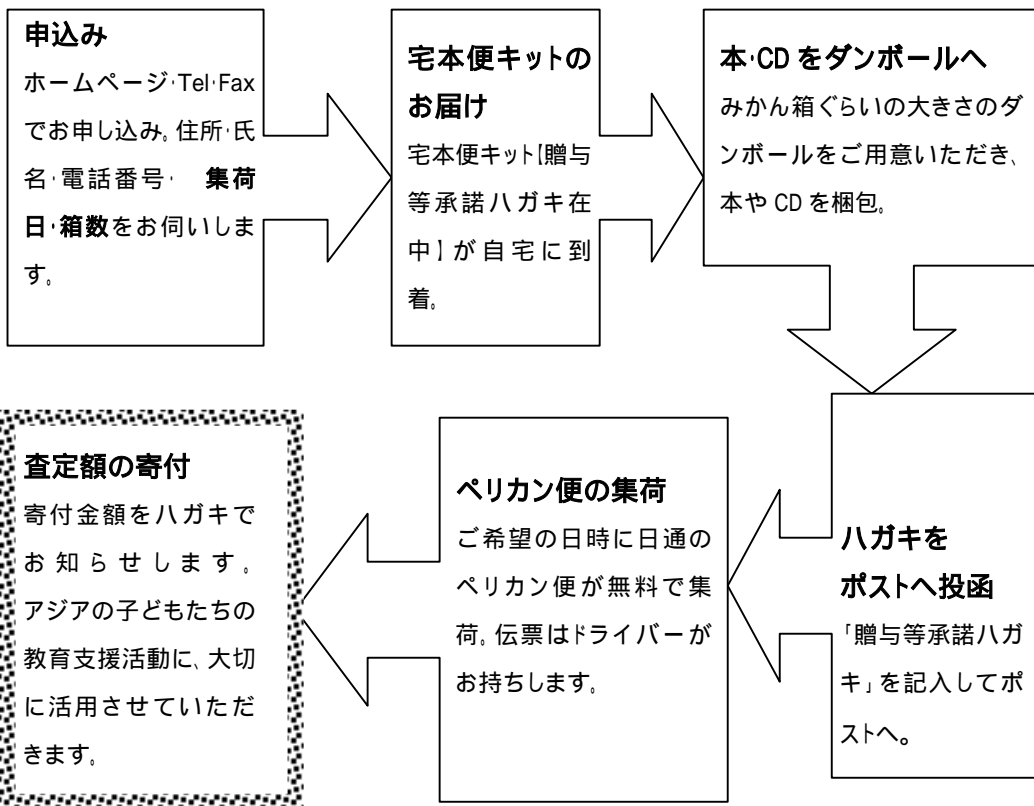 申込み
ホームページ・Tel・Fax
でお申し込み。住所・氏
名・電話番号・ 集荷
日・箱数をお伺いしま
す。
宅本便キットの
お届け
宅本便キット【贈与
等承諾ハガキ在
中】が自宅に到
着。
本・CD をダンボールへ
みかん箱ぐらいの大きさのダ
ンボールをご用意いただき、
本や CD を梱包。
ハガキを
ポストへ投函
「贈与等承諾ハガ
キ」を記入してポ
ストへ。
ペリカン便の集荷
ご希望の日時に日通の
ペリカン便が無料で集
荷。伝票はドライバーが
お持ちします。
査定額の寄付
寄付金額をハガキで
お知らせします。
アジアの子どもたちの
教育支援活動に、大切
に活用させていただ
きます。